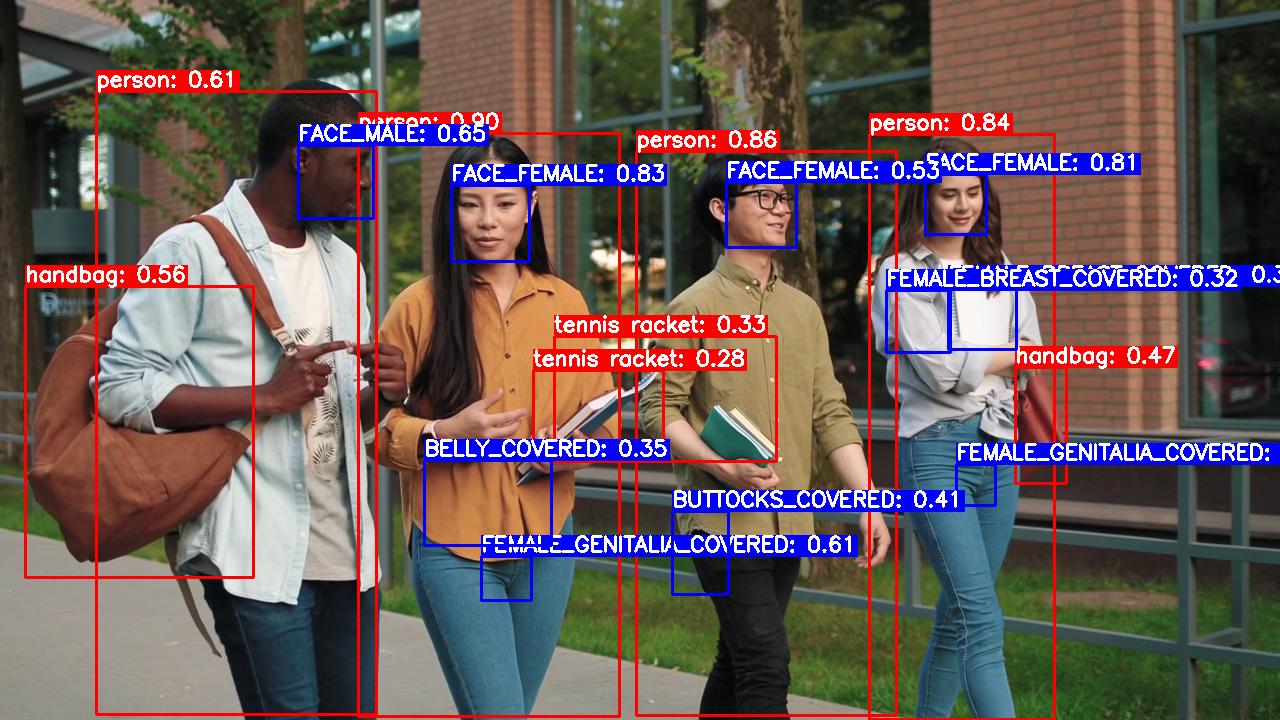 person: 0.61
person: 0.90
FACE_MALE: 0.65
person: 0.86
person: 0.84
FACE_FEMALE: 0.83
FACE_FEMALE: 0.53
FACE_FEMALE: 0.81
handbag: 0.56
FEMALE_BREAST_COVERED: 0.32
tennis racket: 0.33
tennis racket: 0.28
handbag: 0.47
BELLY_COVERED: 0.35
FEMALE_GENITALIA_COVERED:
BUTTOCKS_COVERED: 0.41
FEMALE_GENITALIA_COVERED: 0.61